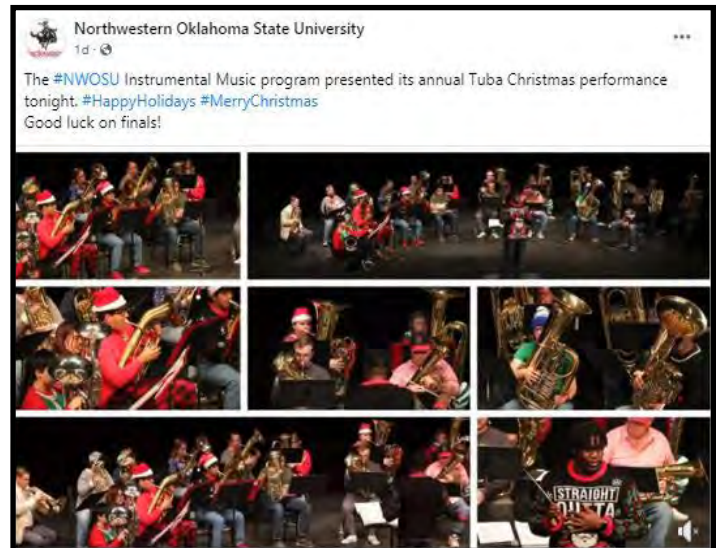 Northwestern Oklahoma State University
1d ·
The #NWOSU Instrumental Music program presented its annual Tuba Christmas performance
tonight. #HappyHolidays #MerryChristmas
Good luck on finals!
STRAIGHT
OUTTA